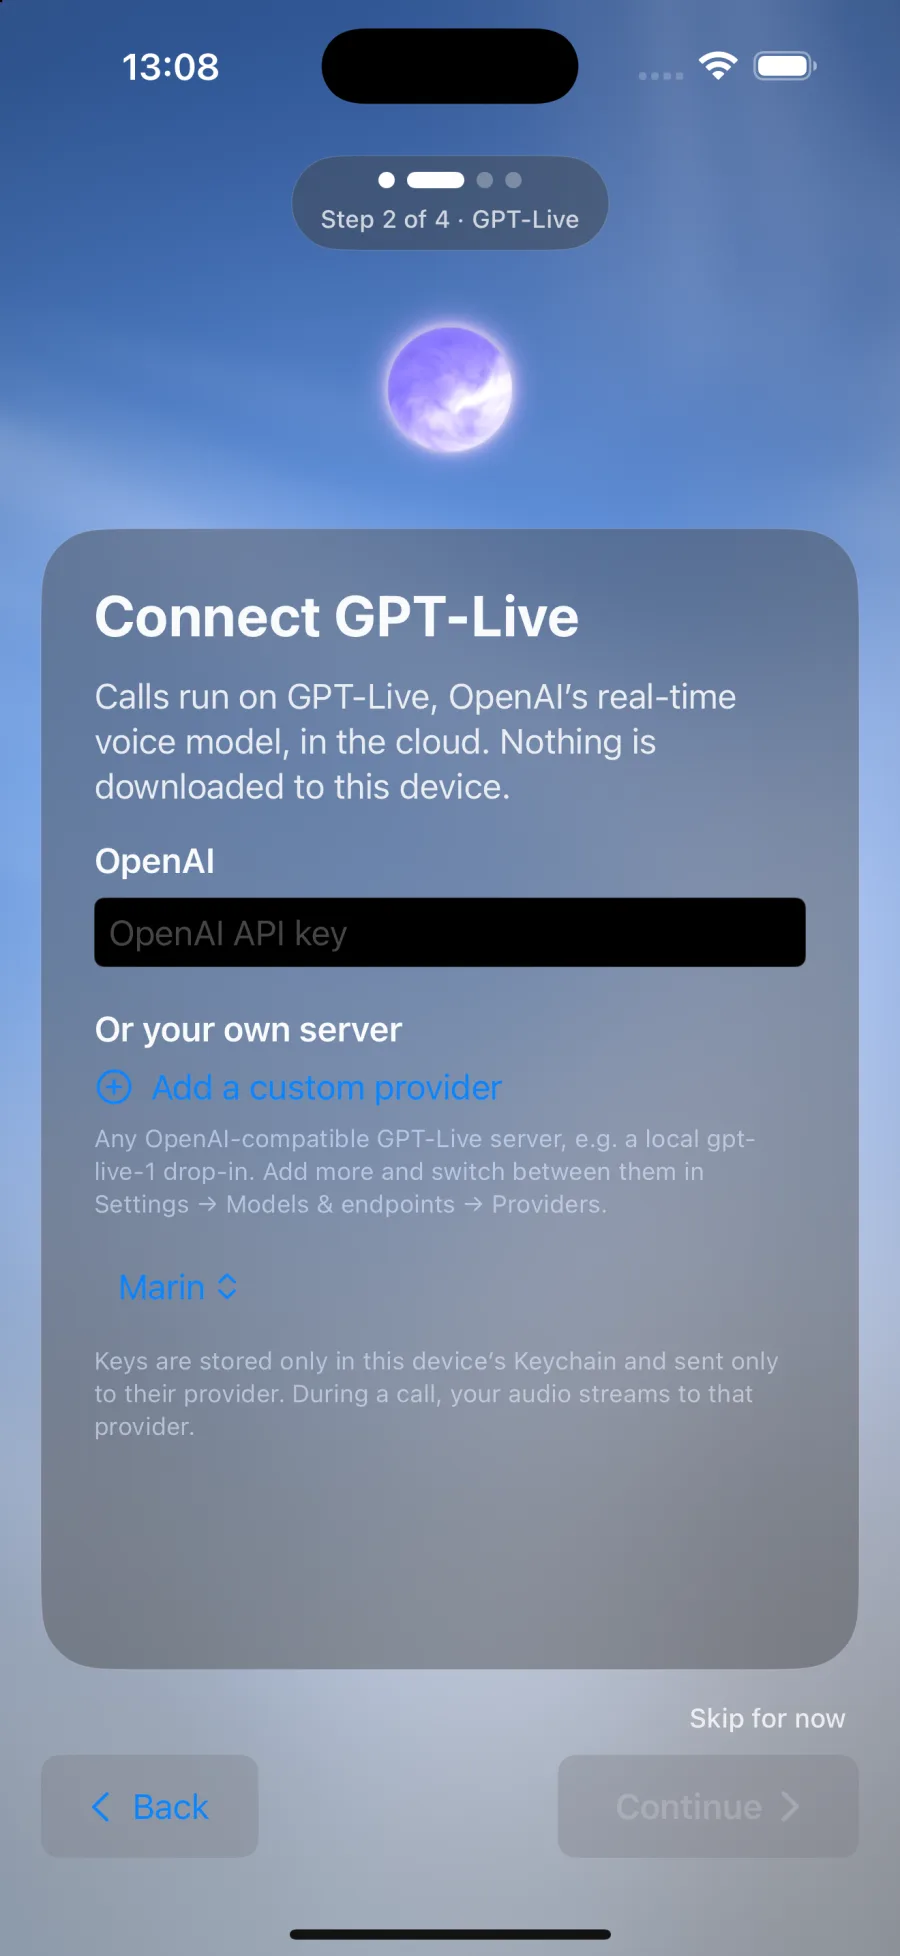 13:08
Step 2 of 4 · GPT-Live
Connect GPT-Live
Calls run on GPT-Live, OpenAI’s real-time
voice model, in the cloud. Nothing is
downloaded to this device.
OpenAI
OpenAI API key
Or your own server
Add a custom provider
Any OpenAI-compatible GPT-Live server, e.g. a local gpt-
live-1 drop-in. Add more and switch between them in
Settings → Models & endpoints → Providers.
Marin
Keys are stored only in this device’s Keychain and sent only
to their provider. During a call, your audio streams to that
provider.
Skip for now
Back
Continue